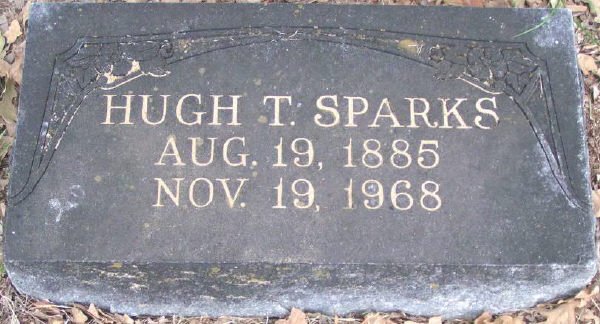 HUGH T. SPARKS
AUG. 19, 1885
NOV. 19, 1968